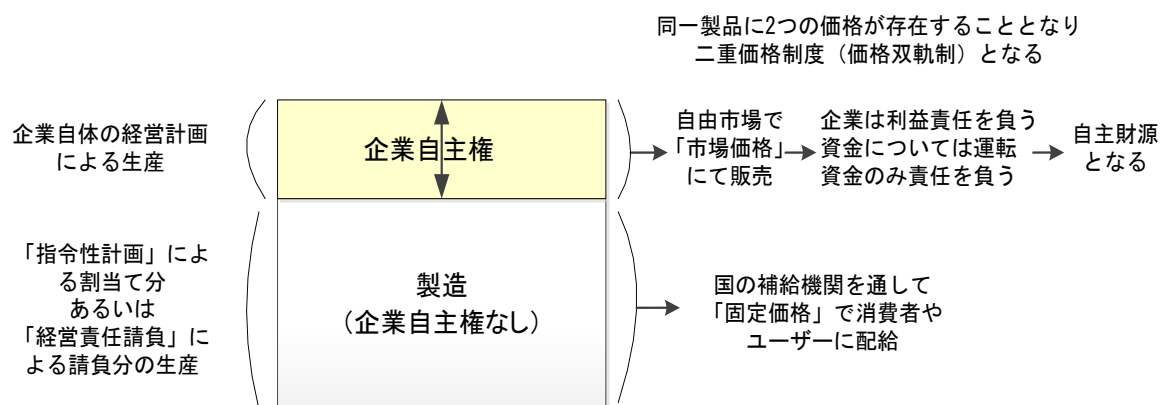 同一製品に2つの価格が存在することとなり
二重価格制度（価格双軌制）となる
企業自体の経営計画
による生産
企業自主権
自由市場で
「市場価格」
にて販売
企業は利益責任を負う
資金については運転
資金のみ責任を負う
自主財源
となる
「指令性計画」によ
る割当て分
あるいは
「経営責任請負」に
よる請負分の生産
製造
（企業自主権なし）
国の補給機関を通して
「固定価格」で消費者や
ユーザーに配給